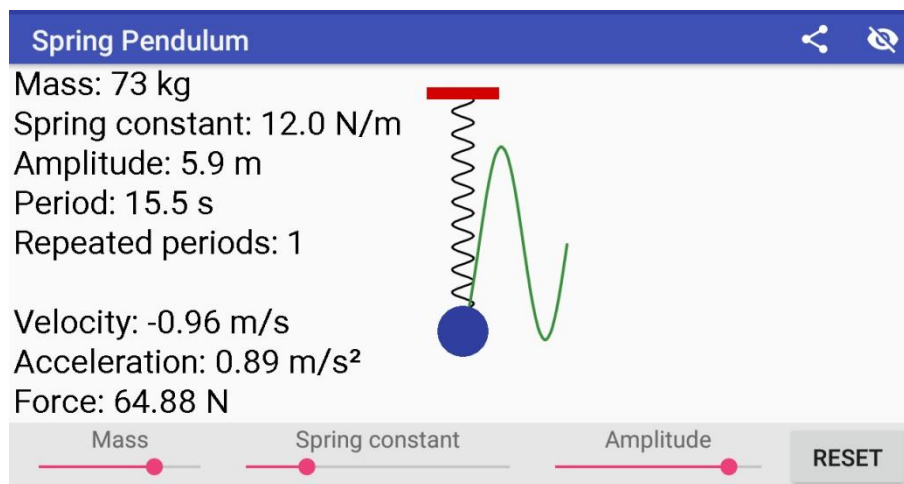 Spring Pendulum
Mass: 73 kg
Spring constant: 12.0 N/m
Amplitude: 5.9 m
Period: 15.5 s
Repeated periods: 1
Velocity: -0.96 m/s
Acceleration: 0.89 m/s²
Force: 64.88 N
Mass Spring constant Amplitude
RESET